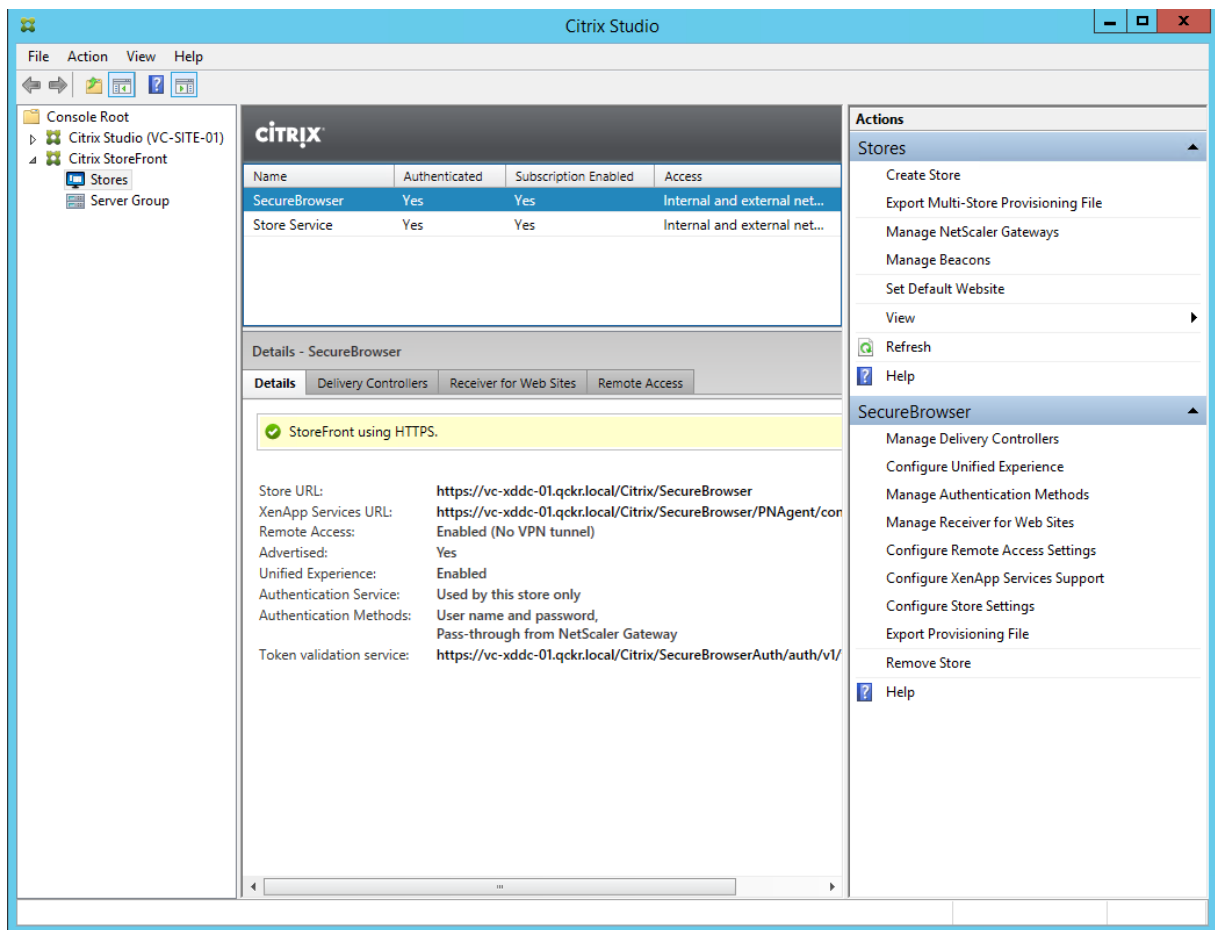 Citrix Studio
File Action View Help
Console Root
Citrix Studio (VC-SITE-01)
Citrix StoreFront
Stores
Server Group
CITRIX
Name Authenticated Subscription Enabled Access
SecureBrowser Yes Yes Internal and external net...
Store Service Yes Yes Internal and external net...
Details - SecureBrowser
Details Delivery Controllers Receiver for Web Sites Remote Access
StoreFront using HTTPS.
Store URL: https://vc-xddc-01.qckr.local/Citrix/SecureBrowser
XenApp Services URL: https://vc-xddc-01.qckr.local/Citrix/SecureBrowser/PNAgent/con
Remote Access: Enabled (No VPN tunnel)
Advertised: Yes
Unified Experience: Enabled
Authentication Service: Used by this store only
Authentication Methods: User name and password,
Pass-through from NetScaler Gateway
Token validation service: https://vc-xddc-01.qckr.local/Citrix/SecureBrowserAuth/auth/v1/
Actions
Stores
Create Store
Export Multi-Store Provisioning File
Manage NetScaler Gateways
Manage Beacons
Set Default Website
View
Refresh
Help
SecureBrowser
Manage Delivery Controllers
Configure Unified Experience
Manage Authentication Methods
Manage Receiver for Web Sites
Configure Remote Access Settings
Configure XenApp Services Support
Configure Store Settings
Export Provisioning File
Remove Store
Help